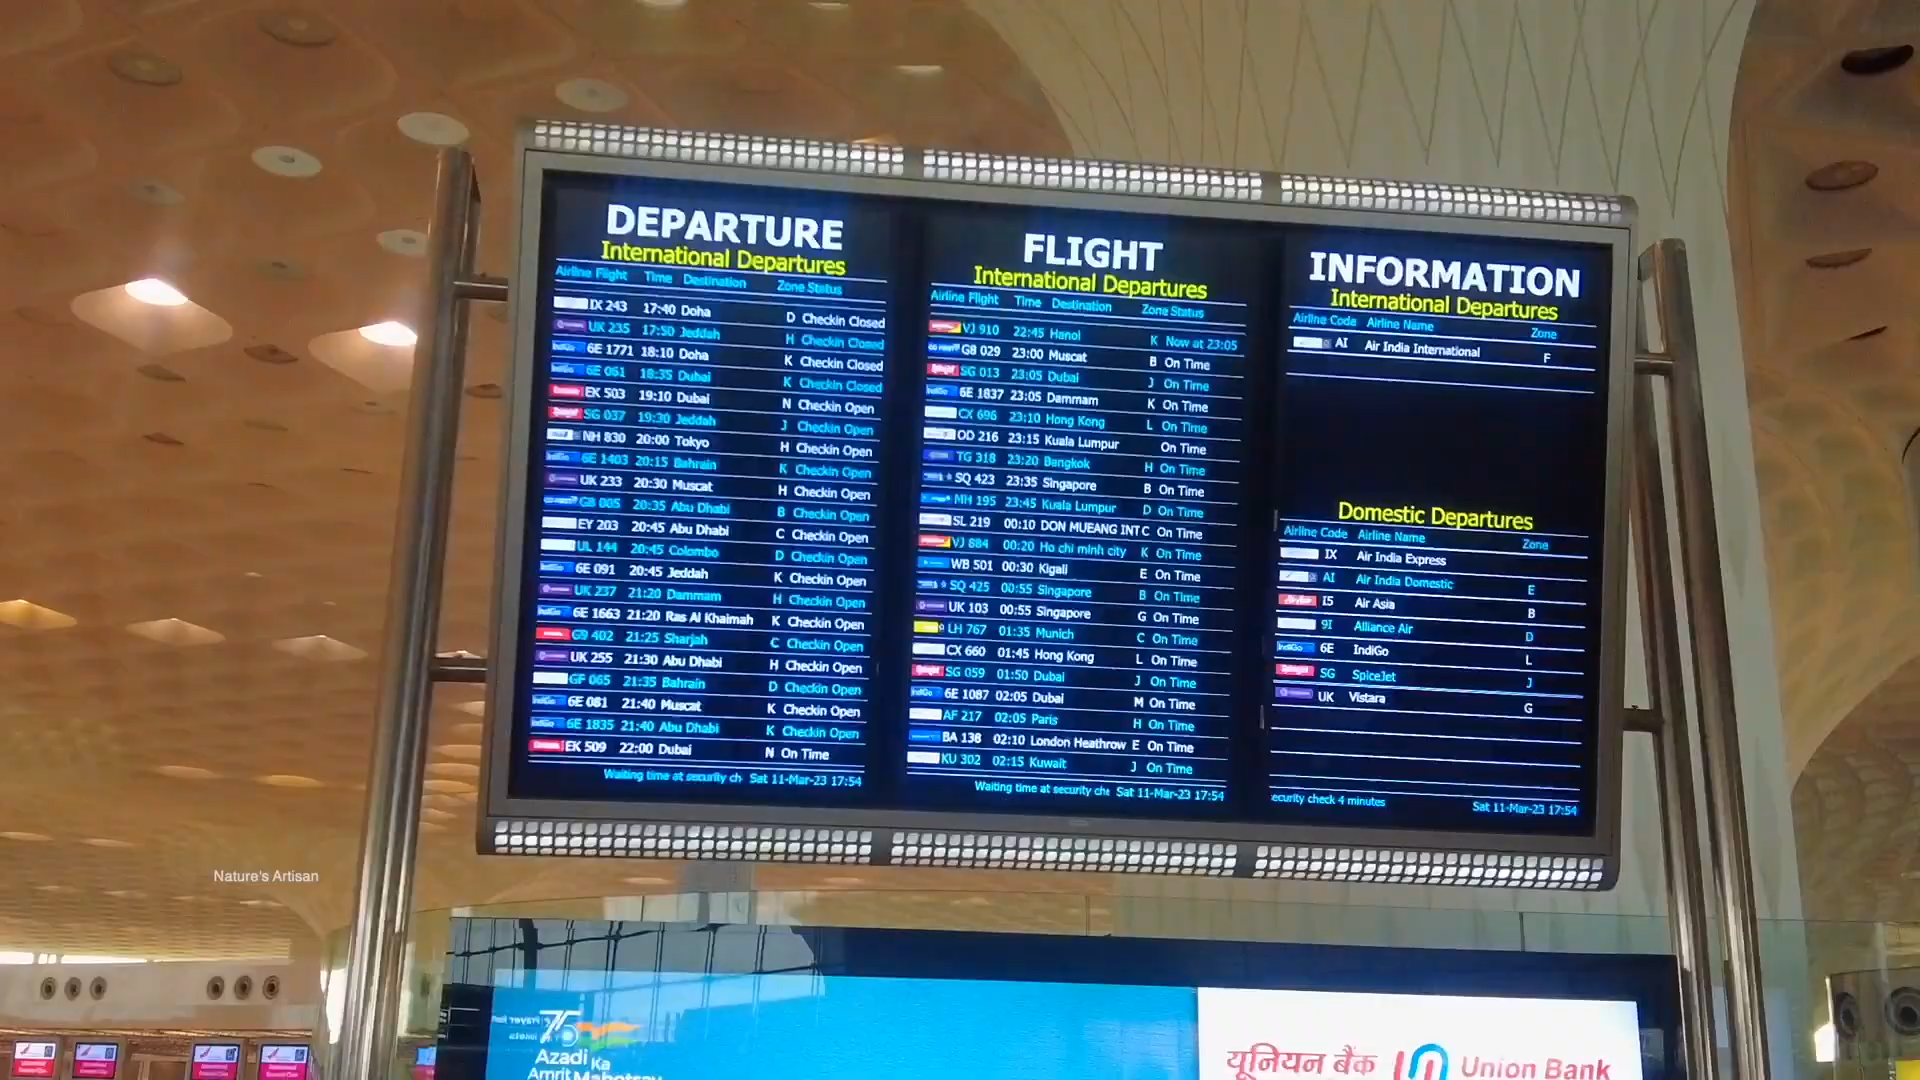 DEPARTURE
International Departures
Airline Flight Time Destination Zone Status
IX 243 17:40 Doha D Checkin Closed
UK 235 17:50 Jeddah H Checkin Closed
IndiGo 6E 1771 18:10 Doha K Checkin Closed
IndiGo 6E 061 18:35 Dubai K Checkin Closed
EK 503 19:10 Dubai N Checkin Open
SG 037 19:30 Jeddah J Checkin Open
NH 830 20:00 Tokyo H Checkin Open
IndiGo 6E 1403 20:15 Bahrain K Checkin Open
UK 233 20:30 Muscat H Checkin Open
G8 005 20:35 Abu Dhabi B Checkin Open
EY 203 20:45 Abu Dhabi C Checkin Open
UL 144 20:45 Colombo D Checkin Open
IndiGo 6E 091 20:45 Jeddah K Checkin Open
UK 237 21:20 Dammam H Checkin Open
IndiGo 6E 1663 21:20 Ras Al Khaimah K Checkin Open
G9 402 21:25 Sharjah C Checkin Open
UK 255 21:30 Abu Dhabi H Checkin Open
GF 065 21:35 Bahrain D Checkin Open
IndiGo 6E 081 21:40 Muscat K Checkin Open
IndiGo 6E 1835 21:40 Abu Dhabi K Checkin Open
EK 509 22:00 Dubai N On Time
Waiting time at security ch Sat 11-Mar-23 17:54
FLIGHT
International Departures
Airline Flight Time Destination Zone Status
VJ 910 22:45 Hanoi K Now at 23:05
G8 029 23:00 Muscat B On Time
SG 013 23:05 Dubai J On Time
IndiGo 6E 1837 23:05 Dammam K On Time
CX 696 23:10 Hong Kong L On Time
OD 216 23:15 Kuala Lumpur On Time
TG 318 23:20 Bangkok H On Time
SQ 423 23:35 Singapore B On Time
MH 195 23:45 Kuala Lumpur D On Time
SL 219 00:10 DON MUEANG INT C On Time
VJ 884 00:20 Ho chi minh city K On Time
WB 501 00:30 Kigali E On Time
SQ 425 00:55 Singapore B On Time
UK 103 00:55 Singapore G On Time
LH 767 01:35 Munich C On Time
CX 660 01:45 Hong Kong L On Time
SG 059 01:50 Dubai J On Time
IndiGo 6E 1087 02:05 Dubai M On Time
AF 217 02:05 Paris H On Time
BA 138 02:10 London Heathrow E On Time
KU 302 02:15 Kuwait J On Time
Waiting time at security che Sat 11-Mar-23 17:54
INFORMATION
International Departures
Airline Code Airline Name Zone
AI Air India International F
Domestic Departures
Airline Code Airline Name Zone
IX Air India Express
AI Air India Domestic E
I5 Air Asia B
9I Alliance Air D
IndiGo 6E IndiGo L
SG SpiceJet J
UK Vistara G
ecurity check 4 minutes Sat 11-Mar-23 17:54
Nature's Artisan
75
Azadi Ka
Amrit Mahotsav
यूनियन बैंक Union Bank